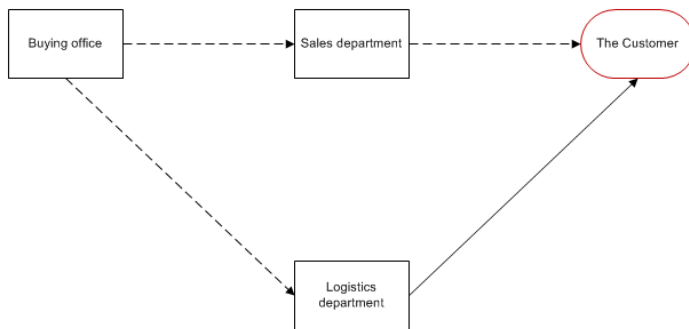 Buying office
Sales department
The Customer
Logistics
department